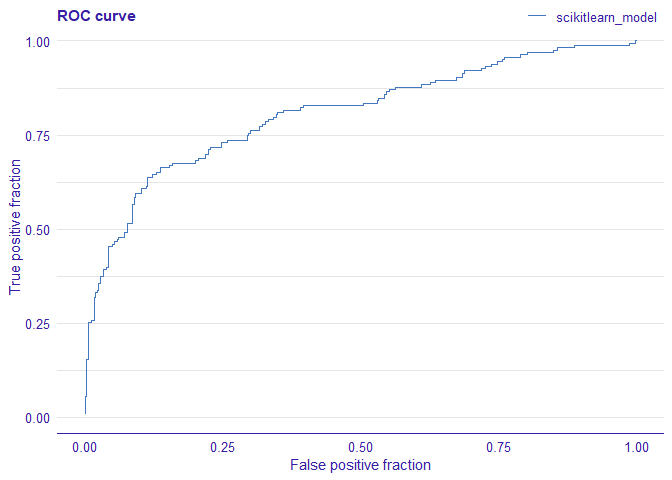 ROC curve
scikitlearn_model
True positive fraction
1.00
0.75
0.50
0.25
0.00
0.00 0.25 0.50 0.75 1.00
False positive fraction